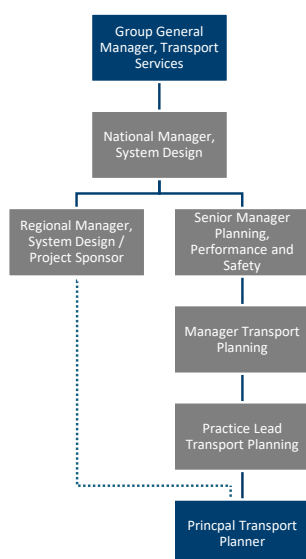 Group General
Manager, Transport
Services
National Manager,
System Design
Regional Manager,
System Design /
Project Sponsor
Senior Manager
Planning,
Performance and
Safety
Manager Transport
Planning
Practice Lead
Transport Planning
Princpal Transport
Planner